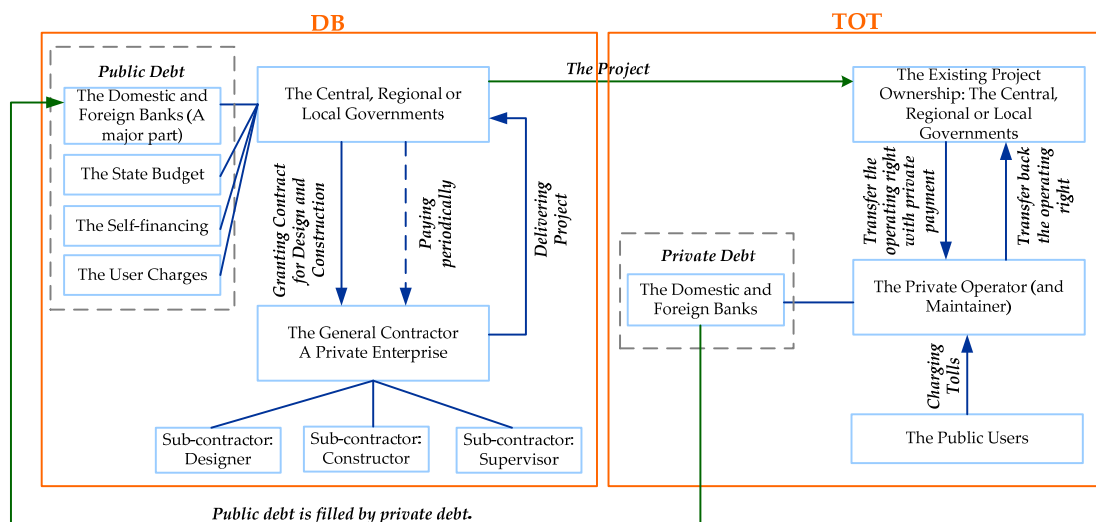 DB
TOT
Public Debt
The Domestic and
Foreign Banks (A
major part)
The State Budget
The Self-financing
The User Charges
The Central, Regional or
Local Governments
Granting Contract
for Design and
Construction
Paying
periodically
Delivering
Project
The General Contractor
A Private Enterprise
Sub-contractor:
Designer
Sub-contractor:
Constructor
Sub-contractor:
Supervisor
The Project
The Existing Project
Ownership: The Central,
Regional or Local
Governments
Transfer the
operating right
with private
payment
Transfer back
the operating
right
Private Debt
The Domestic and
Foreign Banks
The Private Operator (and
Maintainer)
Charging
Tolls
The Public Users
Public debt is filled by private debt.